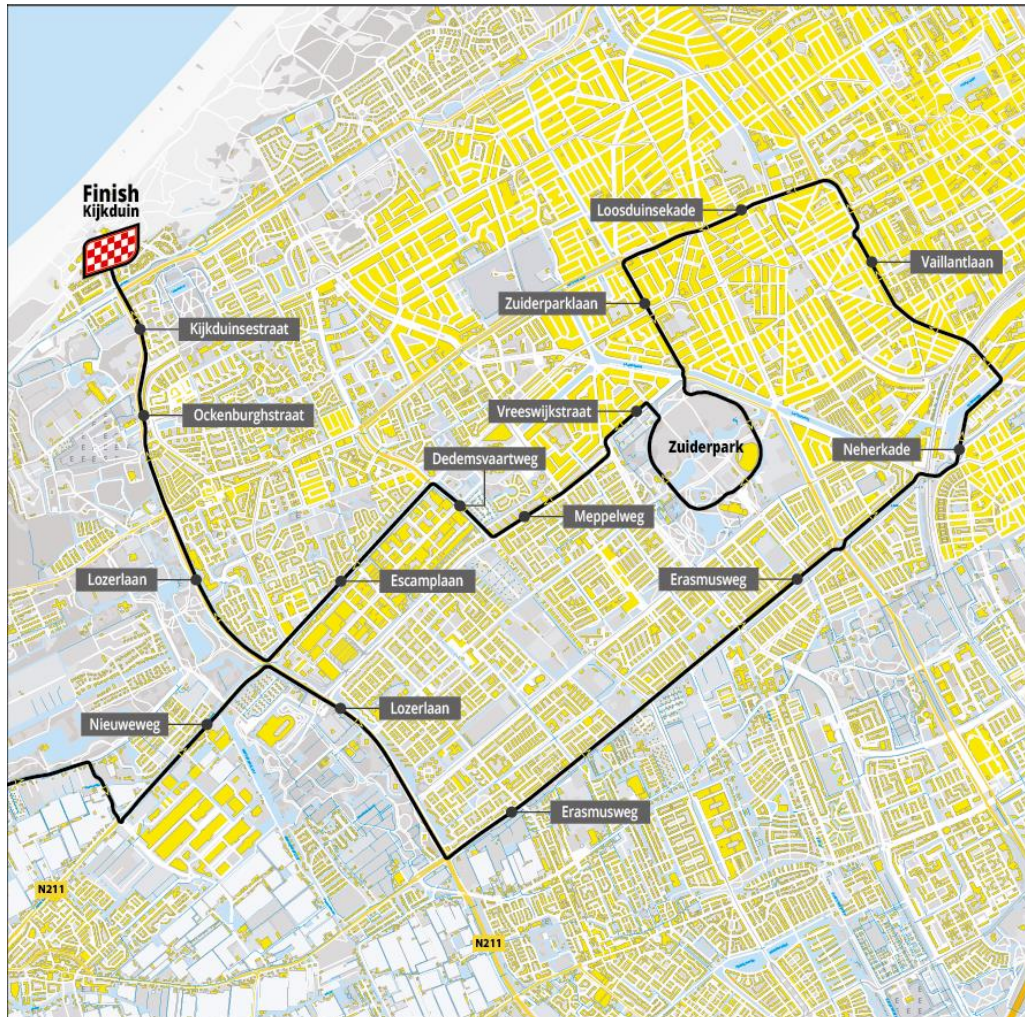 Finish
Kijkduin
Loosduinsekade
Vaillantlaan
Zuiderparklaan
Kijkduinsestraat
Ockenburghstraat
Vreeswijkstraat
Zuiderpark
Neherkade
Dedemsvaartweg
Meppelweg
Lozerlaan
Escamplaan
Erasmusweg
Nieuweweg
Lozerlaan
Erasmusweg
N211
N211